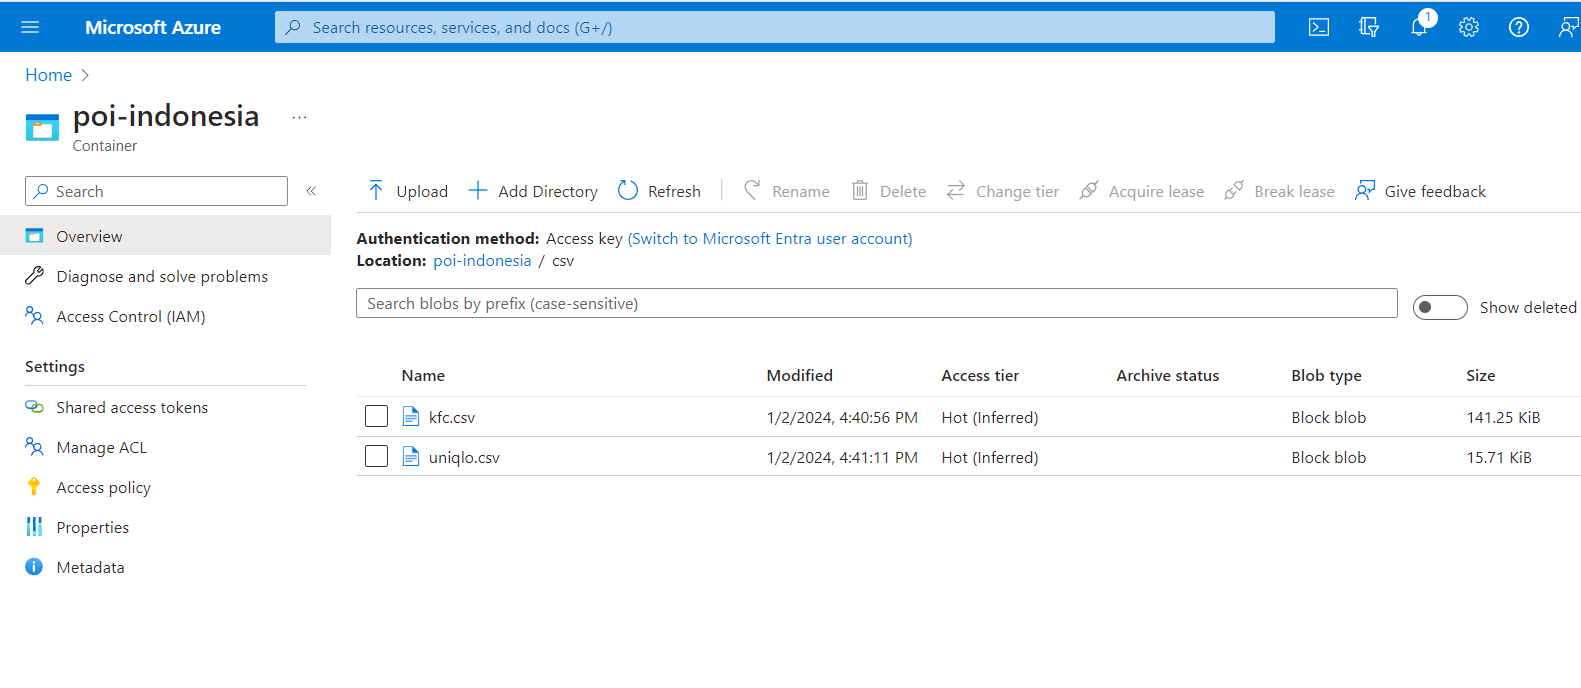 Microsoft Azure
Search resources, services, and docs (G+/)
1
Home
poi-indonesia
...
Container
Search
Upload
Add Directory
Refresh
Rename
Delete
Change tier
Acquire lease
Break lease
Give feedback
Overview
Diagnose and solve problems
Access Control (IAM)
Settings
Shared access tokens
Manage ACL
Access policy
Properties
Metadata
Authentication method: Access key (Switch to Microsoft Entra user account)
Location: poi-indonesia / csv
Search blobs by prefix (case-sensitive)
Show deleted
Name Modified Access tier Archive status Blob type Size
kfc.csv 1/2/2024, 4:40:56 PM Hot (Inferred) Block blob 141.25 KiB
uniqlo.csv 1/2/2024, 4:41:11 PM Hot (Inferred) Block blob 15.71 KiB